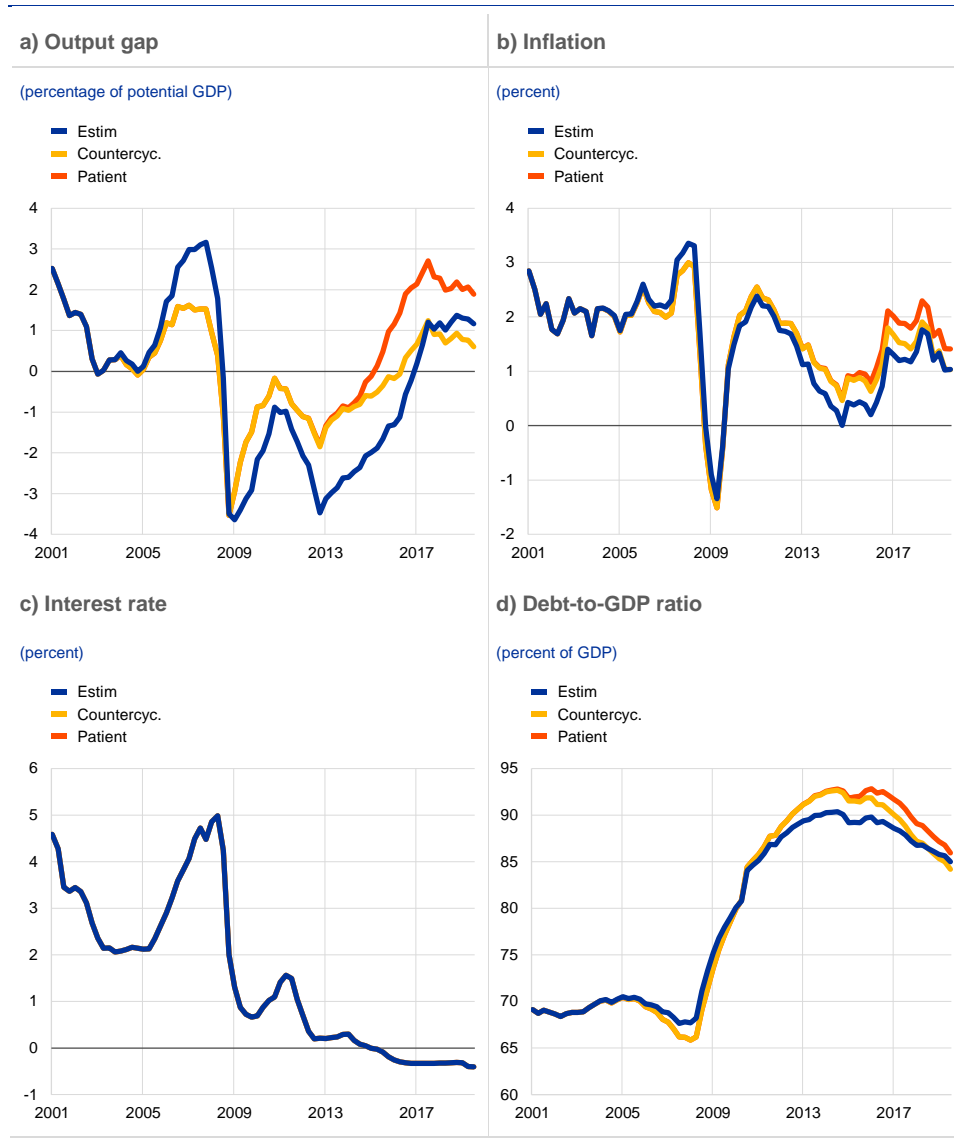 a) Output gap
(percentage of potential GDP)
Estim
Countercyc.
Patient
4
3
2
1
0
-1
-2
-3
-4
2001 2005 2009 2013 2017
b) Inflation
(percent)
Estim
Countercyc.
Patient
4
3
2
1
0
-1
-2
2001 2005 2009 2013 2017
c) Interest rate
(percent)
Estim
Countercyc.
Patient
6
5
4
3
2
1
0
-1
2001 2005 2009 2013 2017
d) Debt-to-GDP ratio
(percent of GDP)
Estim
Countercyc.
Patient
95
90
85
80
75
70
65
60
2001 2005 2009 2013 2017